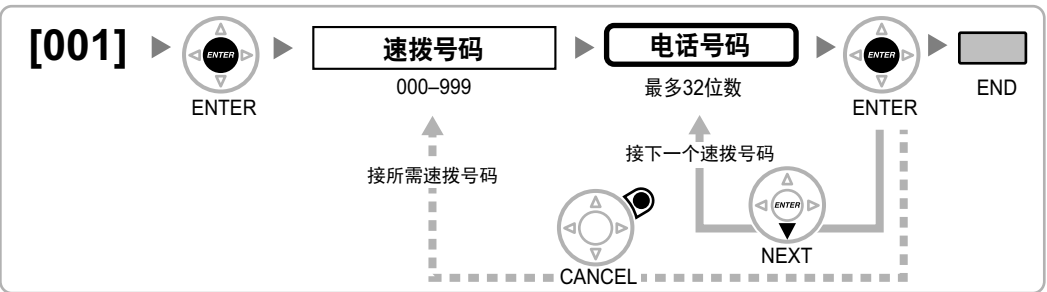 [001]
ENTER
ENTER
速拨号码
000–999
电话号码
最多32位数
ENTER
ENTER
END
接所需速拨号码
接下一个速拨号码
ENTER
NEXT
CANCEL